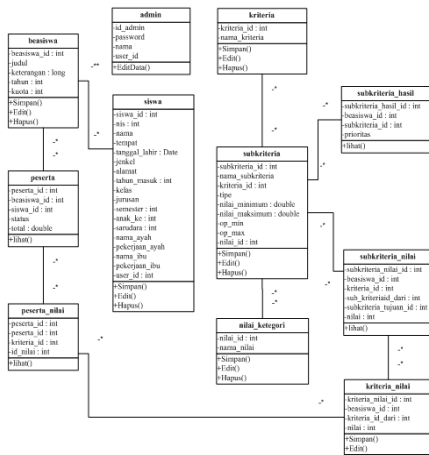 beasiswa
-beasiswa_id : int
-judul
-keterangan : long
-tahun : int
-kuota : int
+Simpan()
+Edit()
+Hapus()
admin
-id_admin
-password
-nama
-user_id
+EditData()
kriteria
-kriteria_id : int
-nama_kriteria
+Simpan()
+Edit()
+Hapus()
siswa
-siswa_id : int
-nis : int
-nama
-tempat
-tanggal_lahir : Date
-jenkel
-alamat
-tahun_masuk : int
-kelas
-jurusan
-semester : int
-anak_ke : int
-sarudara : int
-nama_ayah
-pekerjaan_ayah
-nama_ibu
-pekerjaan_ibu
-user_id : int
+Simpan()
+Edit()
+Hapus()
subkriteria_hasil
-subkriteria_hasil_id : int
-beasiswa_id : int
-subkriteria_id : int
-prioritas
+lihat()
peserta
-peserta_id : int
-beasiswa_id : int
-siswa_id : int
-status
-total : double
+lihat()
subkriteria
-subkriteria_id : int
-nama_subkriteria
-kriteria_id : int
-tipe
-nilai_minimum : double
-nilai_maksimum : double
-op_min
-op_max
-nilai_id : int
+Simpan()
+Edit()
+Hapus()
subkriteria_nilai
-subkriteria_nilai_id : int
-beasiswa_id : int
-kriteria_id : int
-sub_kriteriaid_dari : int
-subkriteria_tujuan_id : int
-nilai : int
+lihat()
peserta_nilai
-peserta_id : int
-peserta_id : int
-kriteria_id : int
-id_nilai : int
+lihat()
nilai_ketegori
-nilai_id : int
-nama_nilai
+Simpan()
+Edit()
+Hapus()
kriteria_nilai
-kriteria_nilai_id : int
-beasiswa_id : int
-kriteria_id_dari : int
-nilai : int
+Simpan()
+Edit()